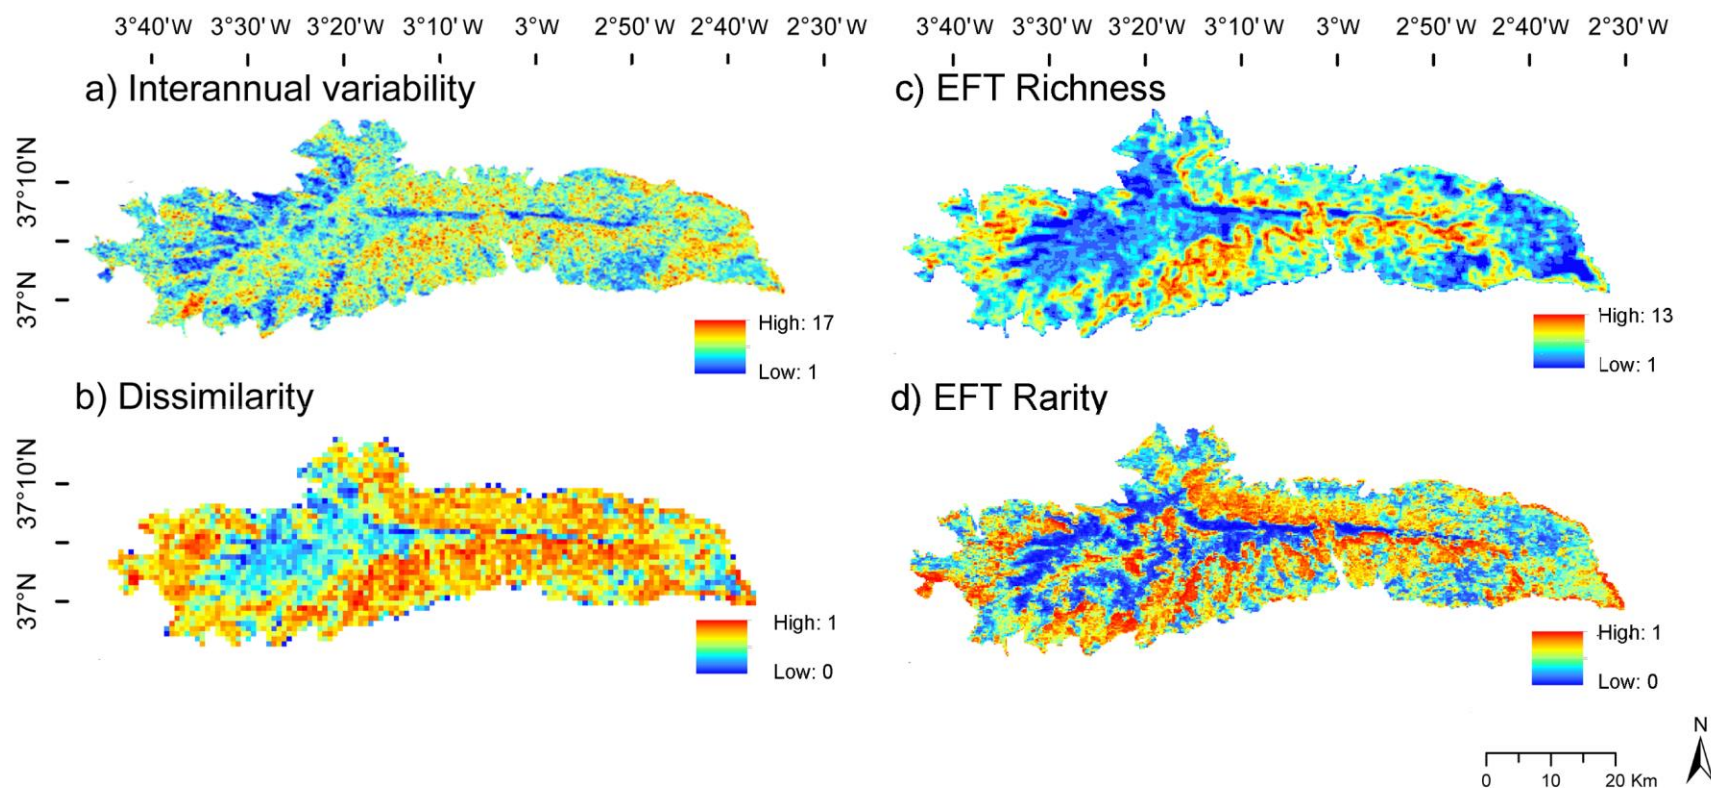 3°40'W 3°30'W 3°20'W 3°10'W 3°W 2°50'W 2°40'W 2°30'W
3°40'W 3°30'W 3°20'W 3°10'W 3°W 2°50'W 2°40'W 2°30'W
a) Interannual variability
37°10'N
37°N
High: 17
Low: 1
c) EFT Richness
High: 13
Low: 1
b) Dissimilarity
37°10'N
37°N
High: 1
Low: 0
d) EFT Rarity
High: 1
Low: 0
N
0 10 20 Km